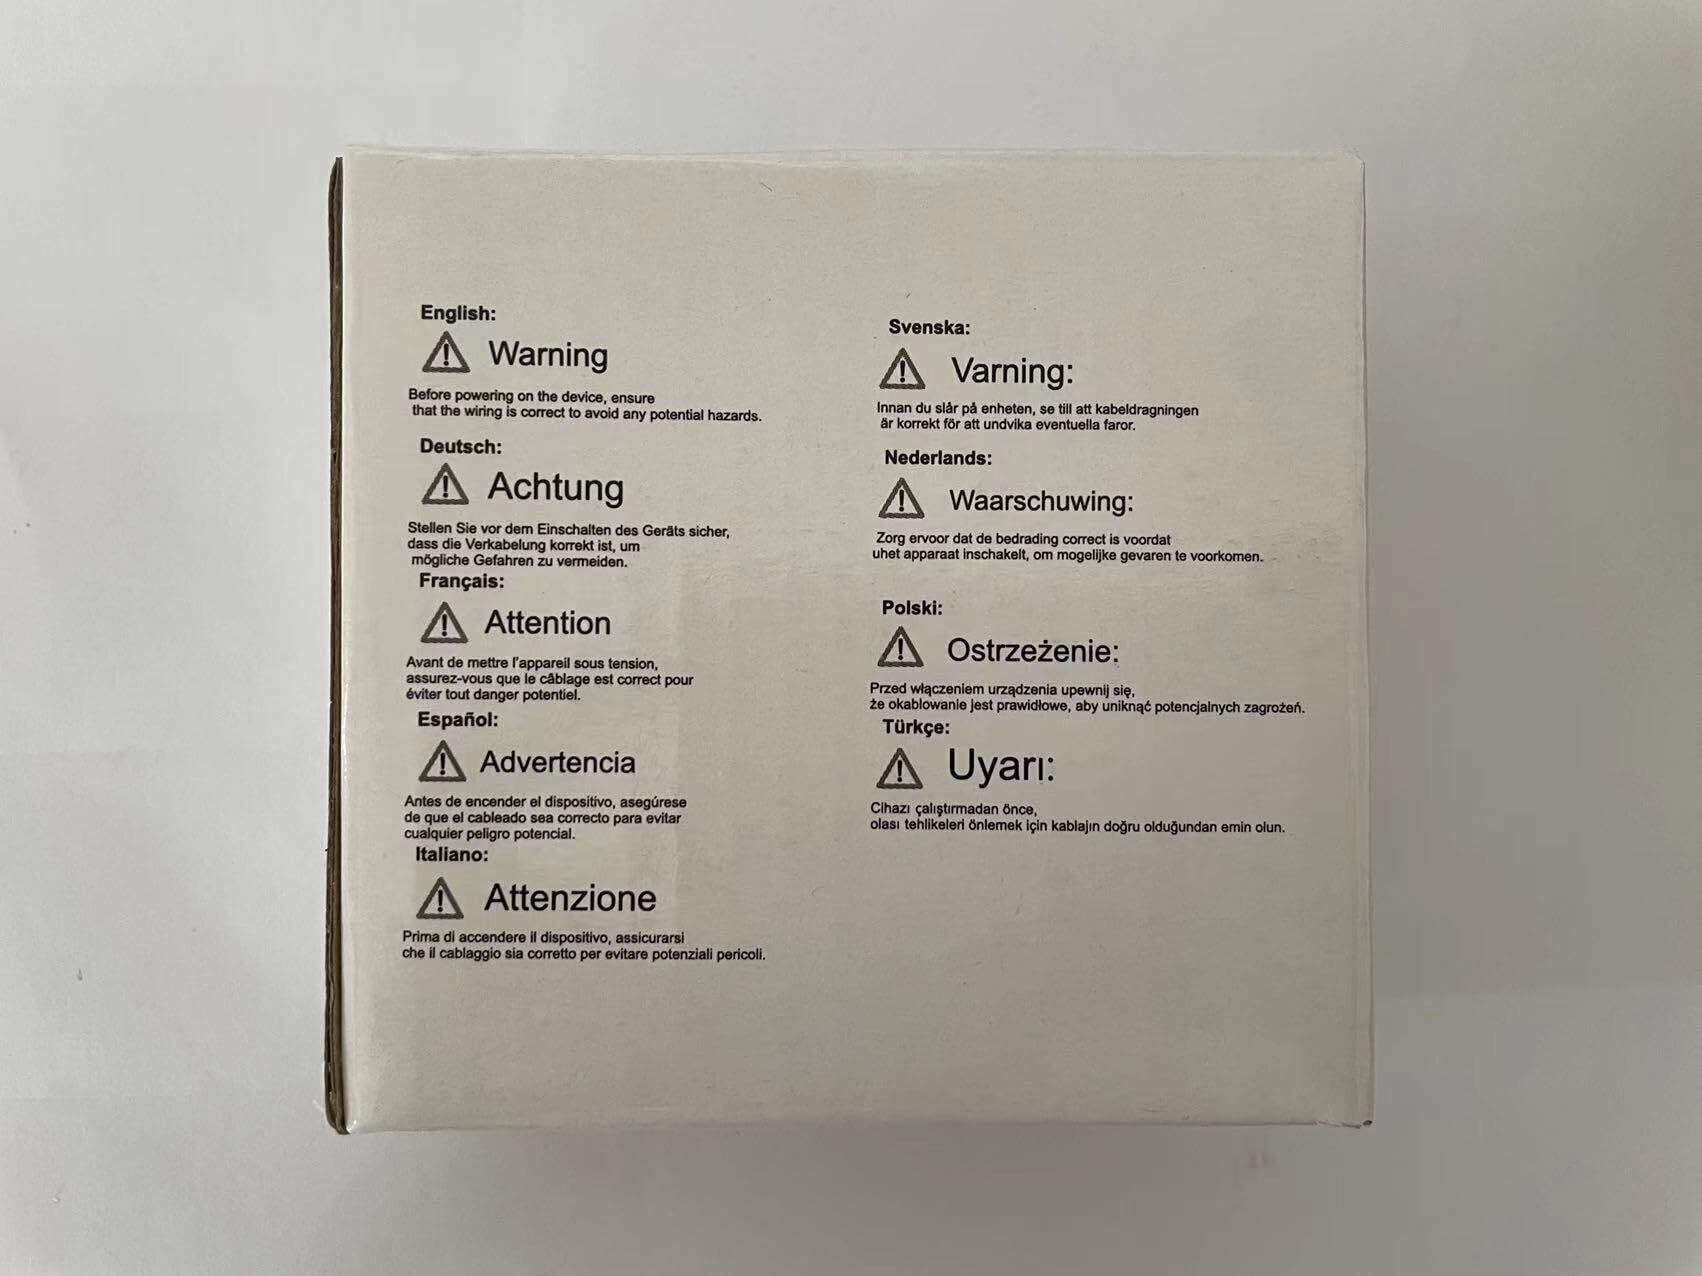 English:
Warning
Before powering on the device, ensure
that the wiring is correct to avoid any potential hazards.
Deutsch:
Achtung
Stellen Sie vor dem Einschalten des Geräts sicher,
dass die Verkabelung korrekt ist, um
mögliche Gefahren zu vermeiden.
Français:
Attention
Avant de mettre l'appareil sous tension,
assurez-vous que le câblage est correct pour
éviter tout danger potentiel.
Español:
Advertencia
Antes de encender el dispositivo, asegúrese
de que el cableado sea correcto para evitar
cualquier peligro potencial.
Italiano:
Attenzione
Prima di accendere il dispositivo, assicurarsi
che il cablaggio sia corretto per evitare potenziali pericoli.
Svenska:
Varning:
Innan du slår på enheten, se till att kabeldragningen
är korrekt för att undvika eventuella faror.
Nederlands:
Waarschuwing:
Zorg ervoor dat de bedrading correct is voordat
uhet apparaat inschakelt, om mogelijke gevaren te voorkomen.
Polski:
Ostrzeżenie:
Przed włączeniem urządzenia upewnij się,
że okablowanie jest prawidłowe, aby uniknąć potencjalnych zagrożeń.
Türkçe:
Uyarı:
Cihazı çalıştırmadan önce,
olası tehlikeleri önlemek için kablajın doğru olduğundan emin olun.